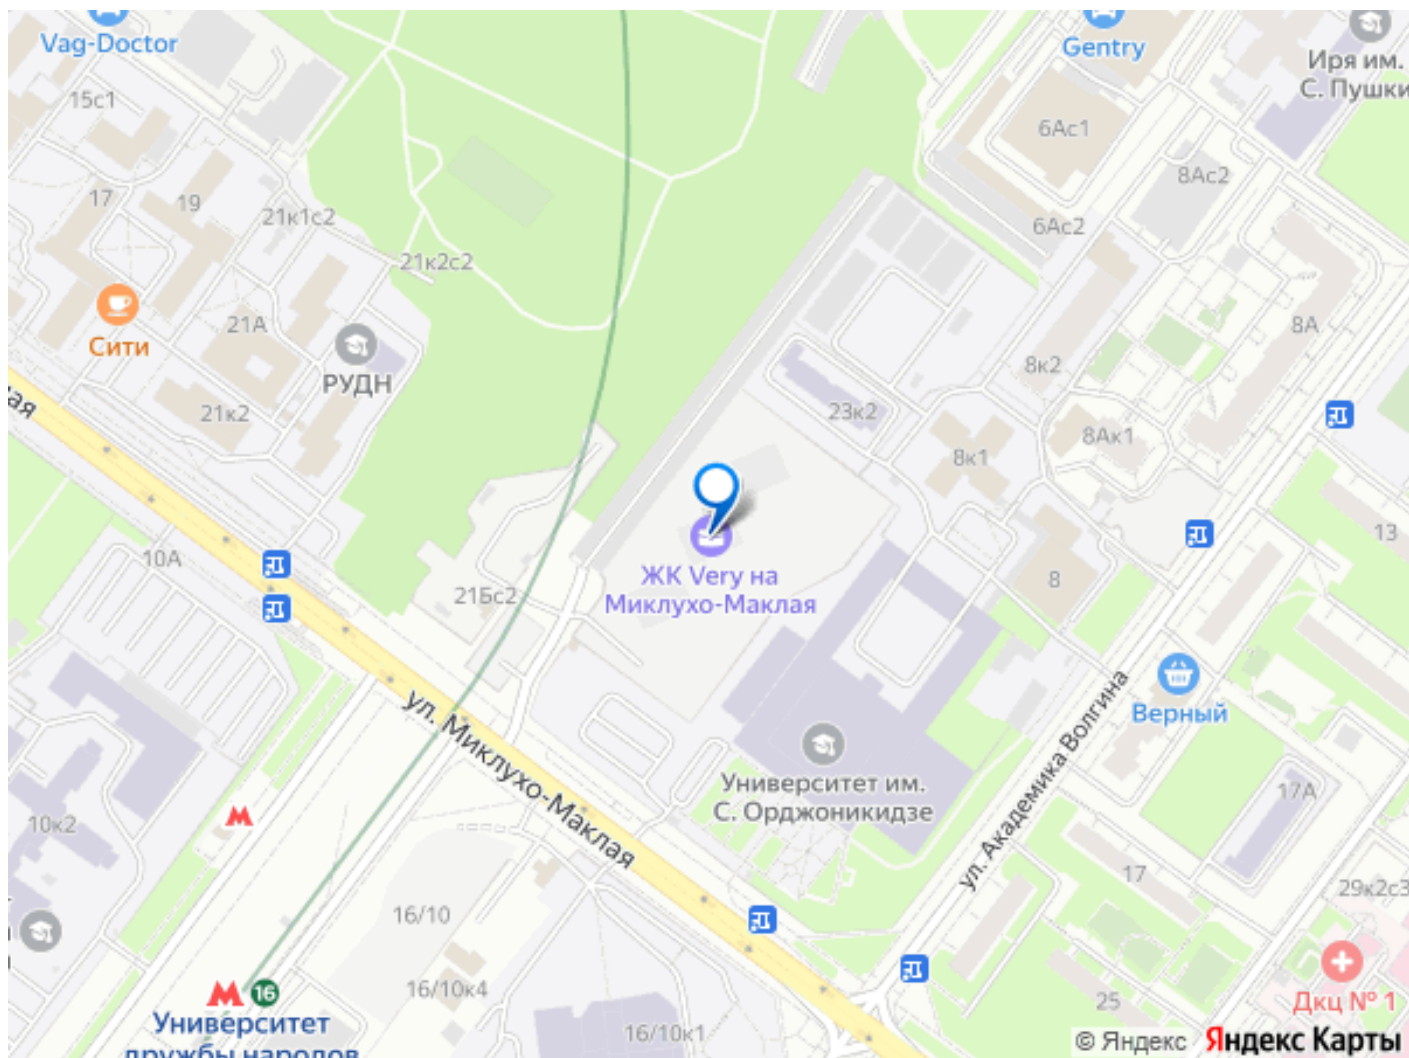 Vag-Doctor
Gentry
Иря им.
С. Пушки
15с1
6Ас1
8Ас2
17
19
21к1с2
6Ас2
21к2с2
Сити
21А
РУДН
8А
8к2
21к2
23к2
8Ак1
8к1
ая
13
10А
ЖК Very на
Миклухо-Маклая
21Бс2
8
Верный
ул. Миклухо-Маклая
ул. Академика Волгина
Университет им.
С. Орджоникидзе
17А
10к2
17
29к2с3
16/10
16/10к4
16
Университет
дружбы народов
16/10к1
25
Дкц № 1
© Яндекс Яндекс Карты